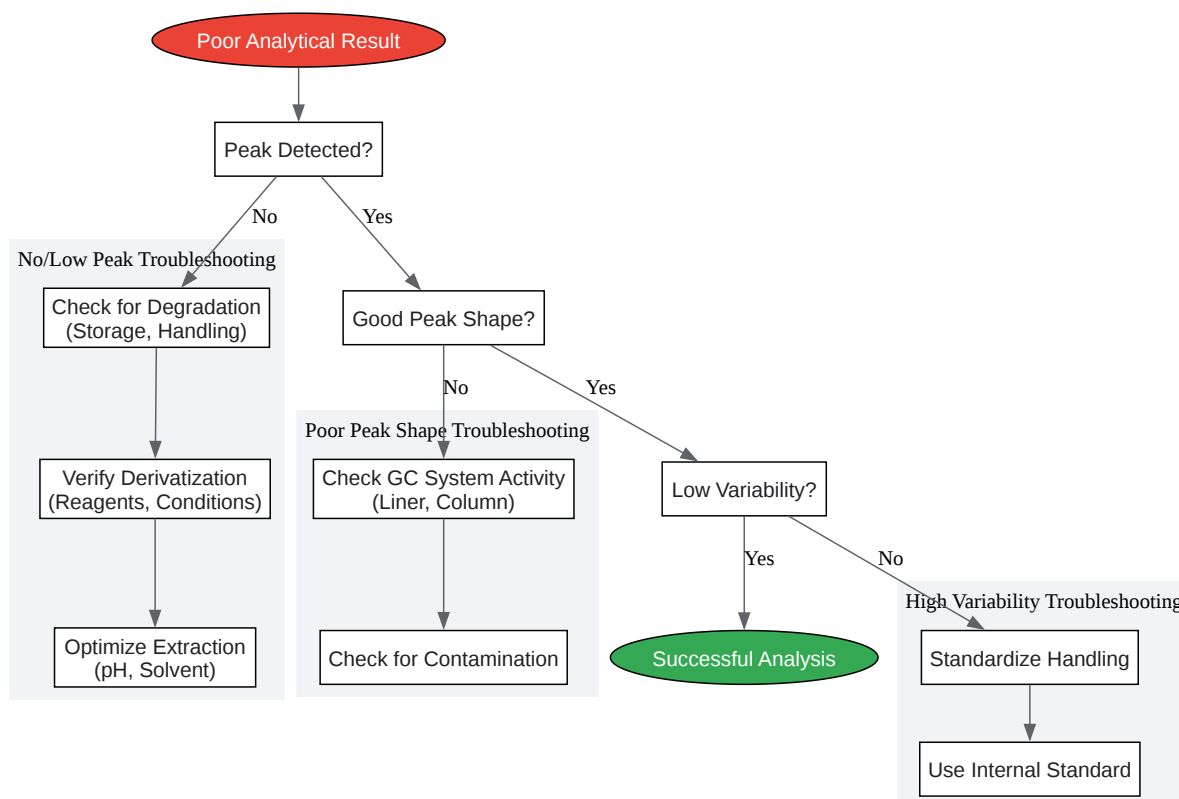 Poor Analytical Result
Peak Detected?
No
Yes
No/Low Peak Troubleshooting
Check for Degradation
(Storage, Handling)
Good Peak Shape?
No
Yes
Poor Peak Shape Troubleshooting
Verify Derivatization
(Reagents, Conditions)
Check GC System Activity
(Liner, Column)
Low Variability?
Yes
No
High Variability Troubleshooting
Optimize Extraction
(pH, Solvent)
Check for Contamination
Successful Analysis
Standardize Handling
Use Internal Standard